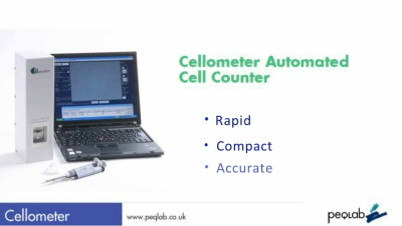 Cellometer Automated
Cell Counter
• Rapid
• Compact
• Accurate
Cellometer
www.peqlab.co.uk
peqlab